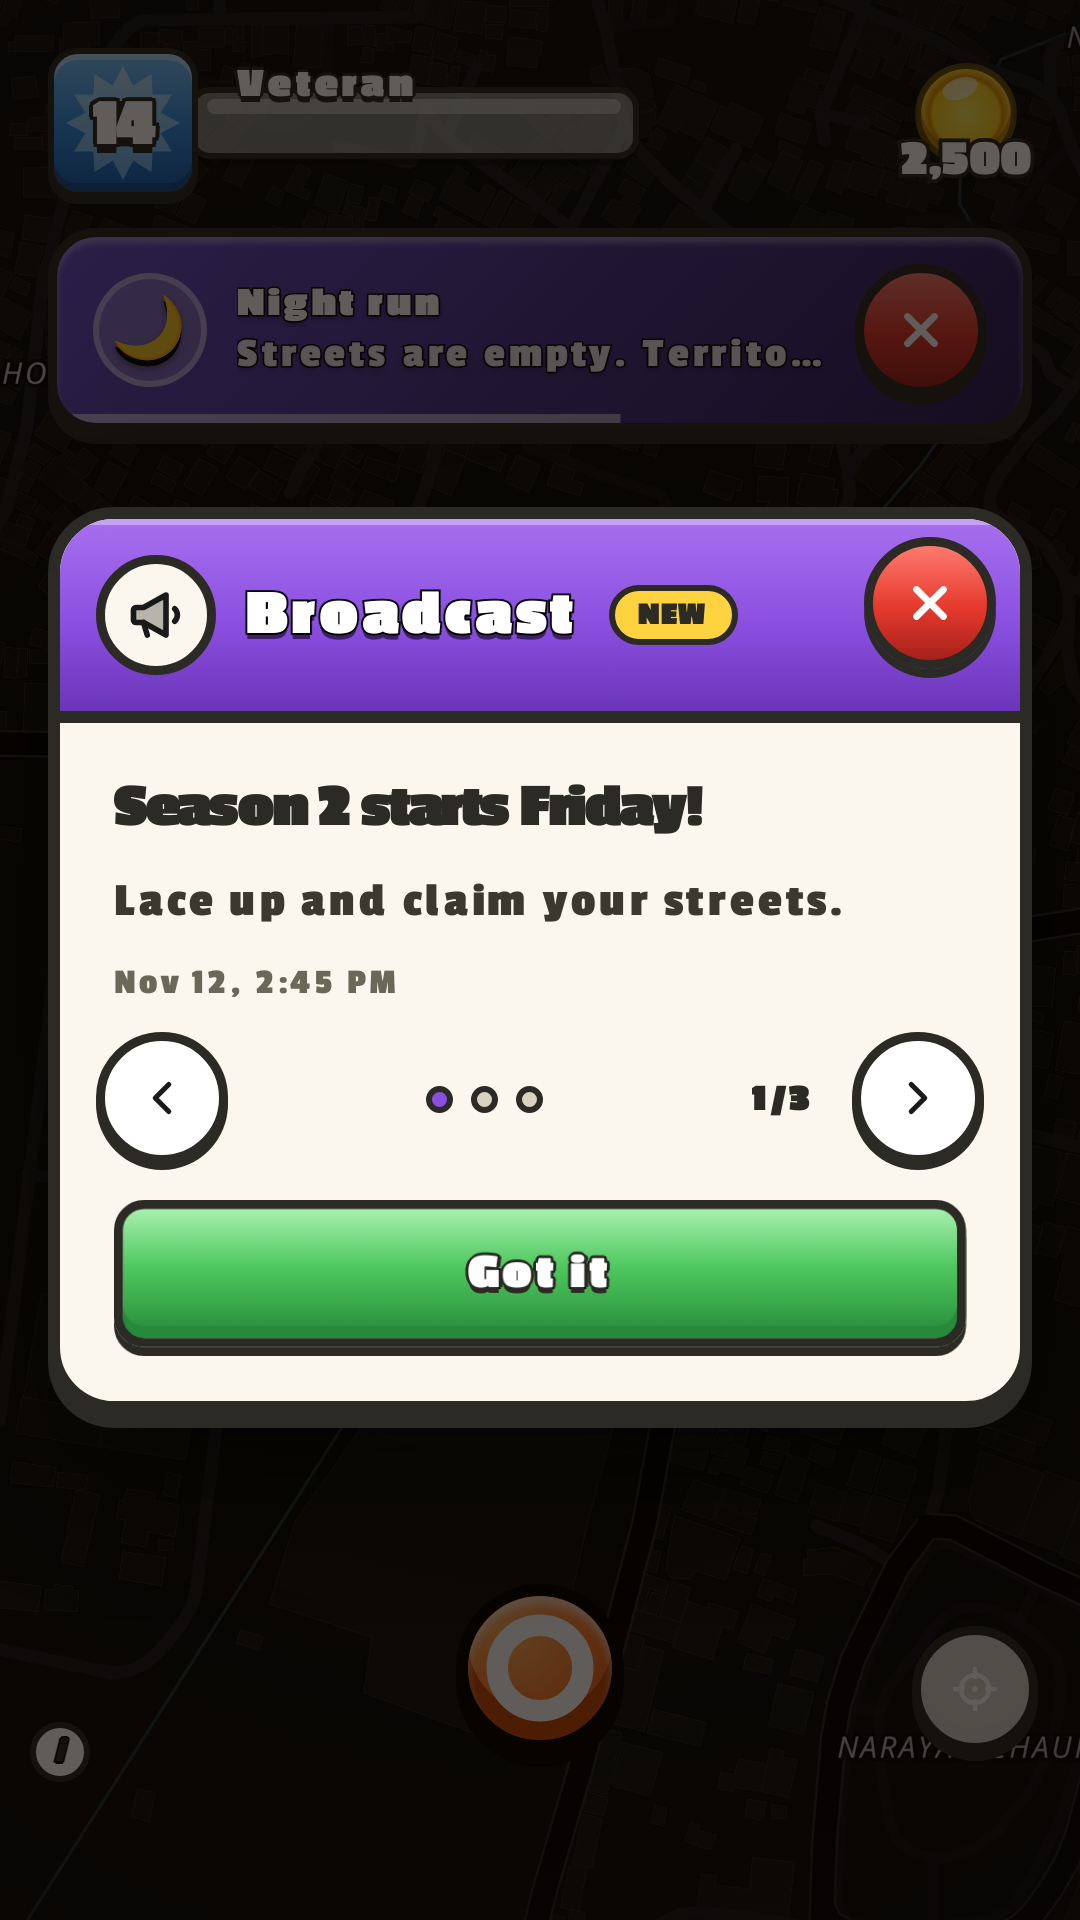 Veteran
14
2,500
Night run
Streets are empty. Territo...
HO
Broadcast
NEW
Season 2 starts Friday!
Lace up and claim your streets.
Nov 12, 2:45 PM
1/3
Got it
i